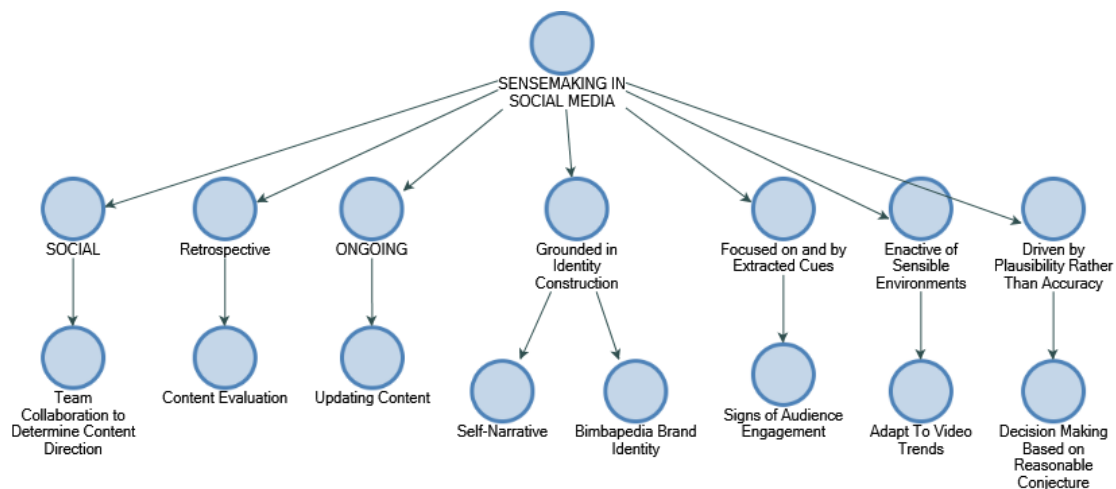 SENSEMAKING IN
SOCIAL MEDIA
SOCIAL
Retrospective
ONGOING
Grounded in
Identity
Construction
Focused on and by
Extracted Cues
Enactive of
Sensible
Environments
Driven by
Plausibility Rather
Than Accuracy
Team
Collaboration to
Determine Content
Direction
Content Evaluation
Updating Content
Self-Narrative
Bimbapedia Brand
Identity
Signs of Audience
Engagement
Adapt To Video
Trends
Decision Making
Based on
Reasonable
Conjecture